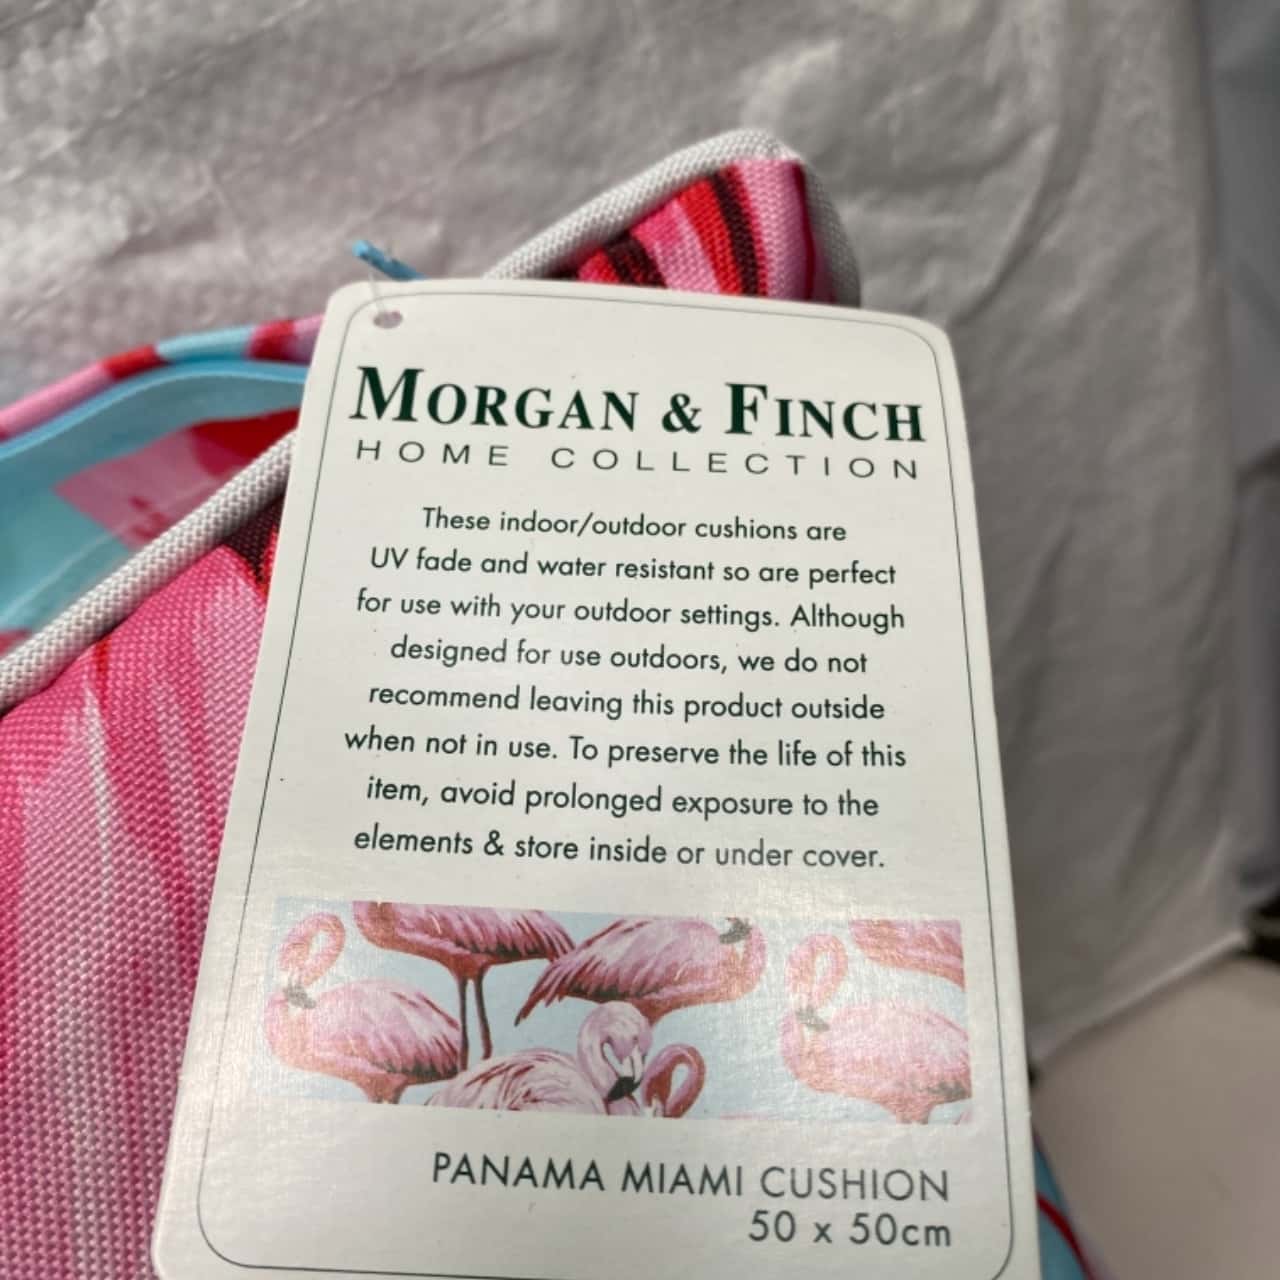 MORGAN & FINCH
HOME COLLECTION
These indoor/outdoor cushions are
UV fade and water resistant so are perfect
for use with your outdoor settings. Although
designed for use outdoors, we do not
recommend leaving this product outside
when not in use. To preserve the life of this
item, avoid prolonged exposure to the
elements & store inside or under cover.
PANAMA MIAMI CUSHION
50 x 50cm